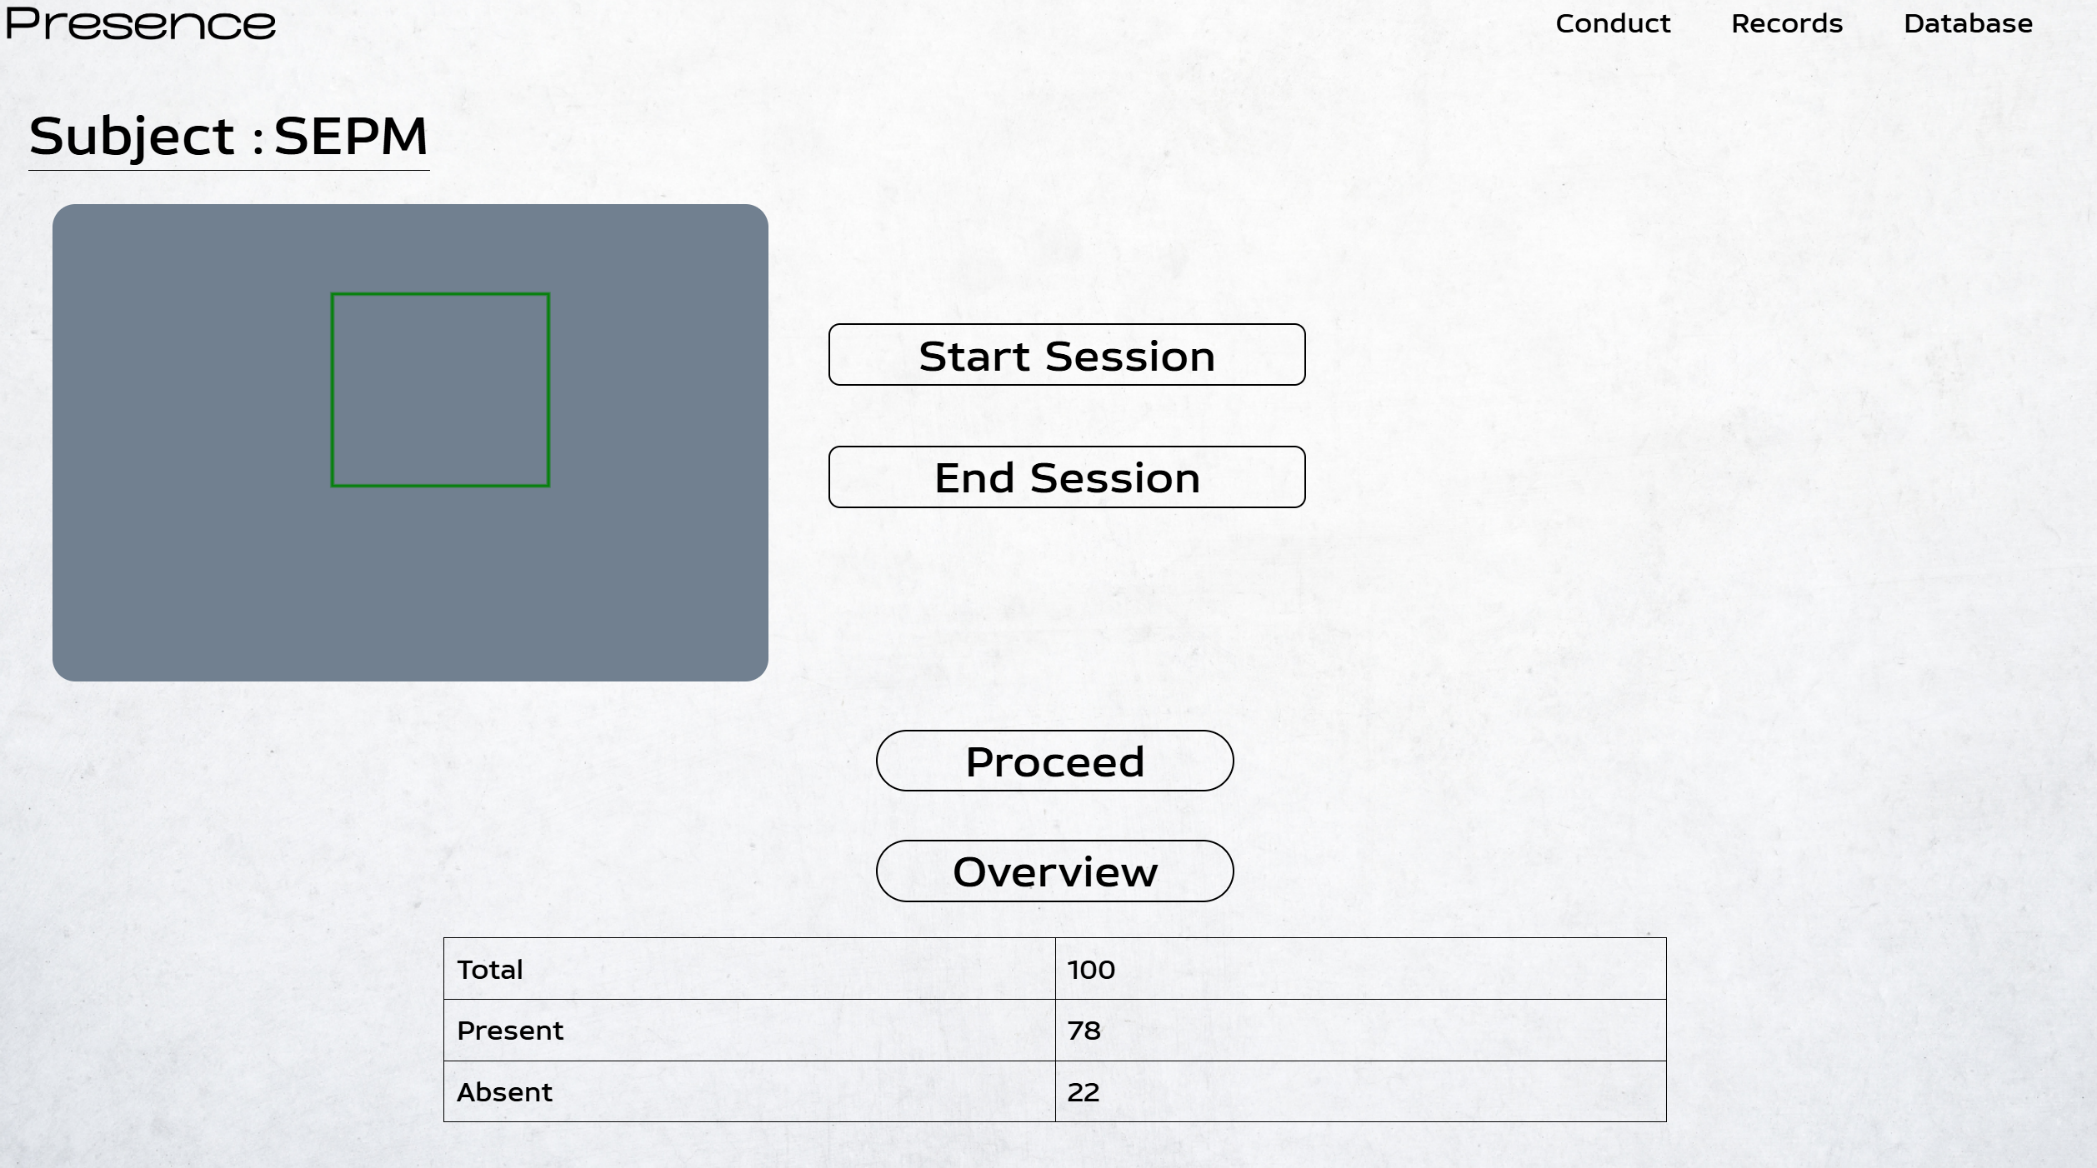 Presence
Conduct Records Database
Subject : SEPM
Start Session
End Session
Proceed
Overview
Total 100
Present 78
Absent 22